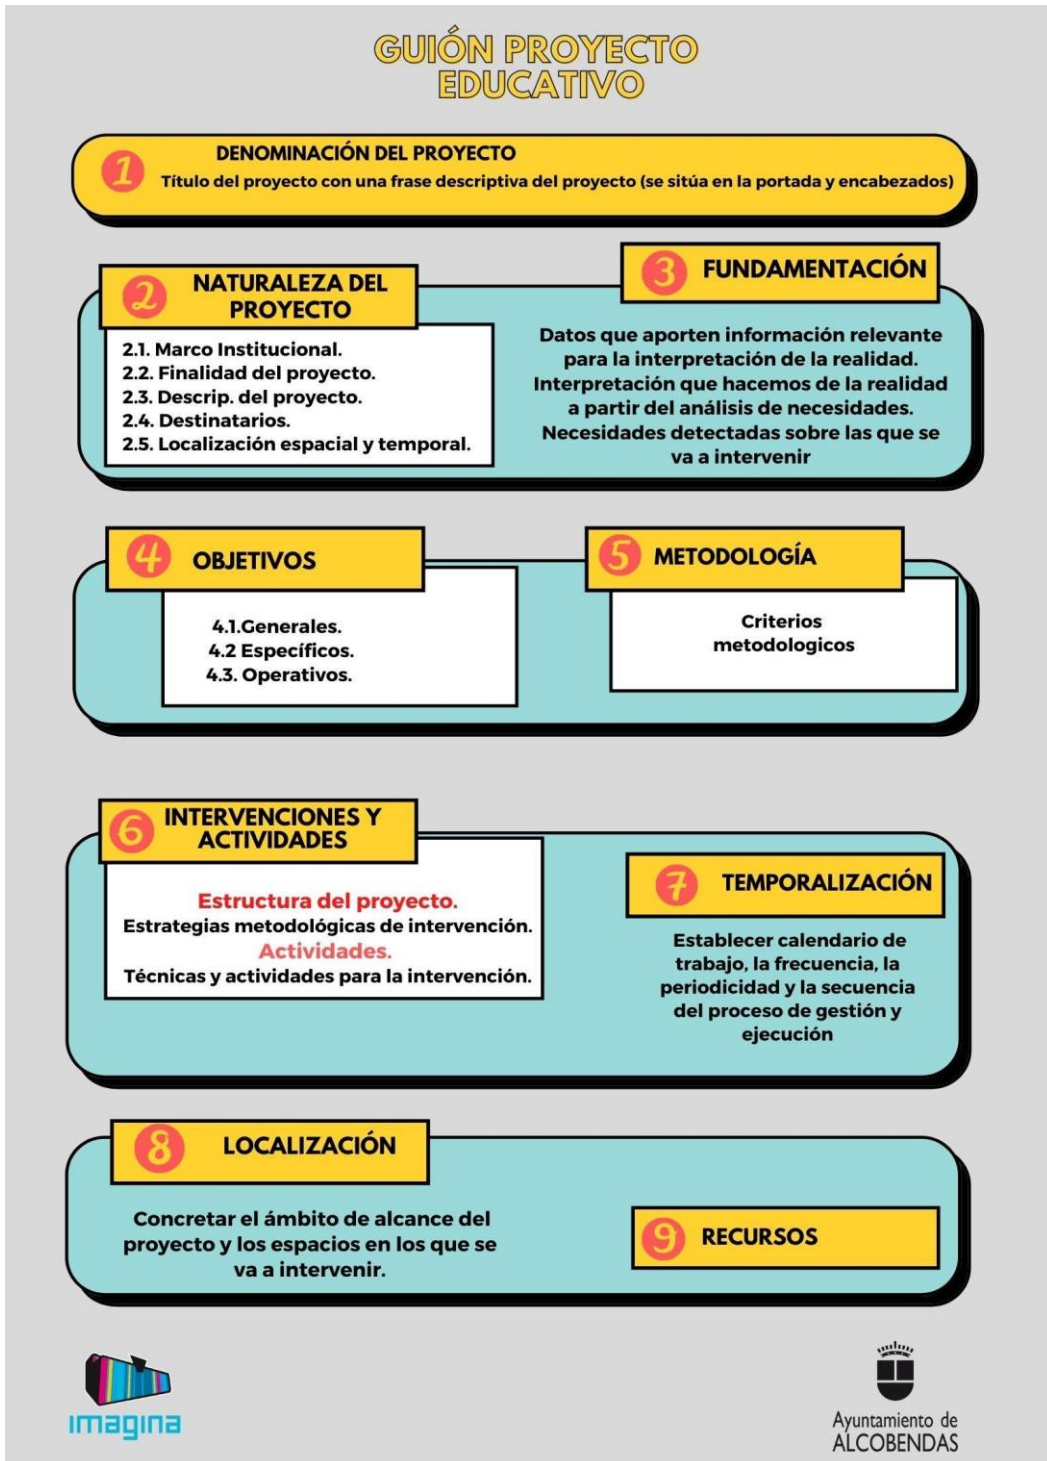 GUIÓN PROYECTO
EDUCATIVO
1
DENOMINACIÓN DEL PROYECTO
Título del proyecto con una frase descriptiva del proyecto (se sitúa en la portada y encabezados)
2
NATURALEZA DEL
PROYECTO
2.1. Marco Institucional.
2.2. Finalidad del proyecto.
2.3. Descrip. del proyecto.
2.4. Destinatarios.
2.5. Localización espacial y temporal.
3
FUNDAMENTACIÓN
Datos que aporten información relevante
para la interpretación de la realidad.
Interpretación que hacemos de la realidad
a partir del análisis de necesidades.
Necesidades detectadas sobre las que se
va a intervenir
4
OBJETIVOS
4.1.Generales.
4.2 Específicos.
4.3. Operativos.
5
METODOLOGÍA
Criterios
metodologicos
6
INTERVENCIONES Y
ACTIVIDADES
Estructura del proyecto.
Estrategias metodológicas de intervención.
Actividades.
Técnicas y actividades para la intervención.
7
TEMPORALIZACIÓN
Establecer calendario de
trabajo, la frecuencia, la
periodicidad y la secuencia
del proceso de gestión y
ejecución
8
LOCALIZACIÓN
Concretar el ámbito de alcance del
proyecto y los espacios en los que se
va a intervenir.
9
RECURSOS
imagina
Ayuntamiento de
ALCOBENDAS